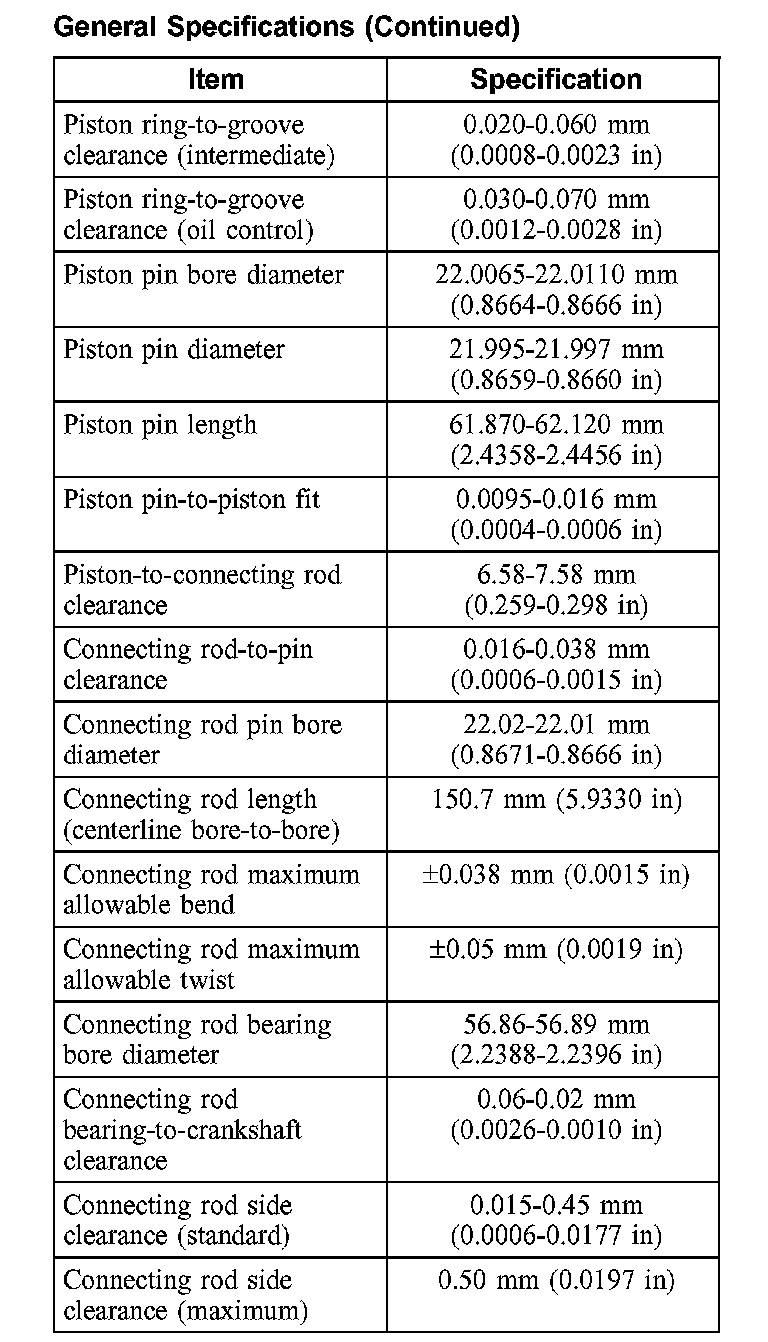 General Specifications (Continued)
Item
Specification
Piston ring-to-groove
clearance (intermediate)
0.020-0.060 mm
(0.0008-0.0023 in)
Piston ring-to-groove
clearance (oil control)
0.030-0.070 mm
(0.0012-0.0028 in)
Piston pin bore diameter
22.0065-22.0110 mm
(0.8664-0.8666 in)
Piston pin diameter
21.995-21.997 mm
(0.8659-0.8660 in)
Piston pin length
61.870-62.120 mm
(2.4358-2.4456 in)
Piston pin-to-piston fit
0.0095-0.016 mm
(0.0004-0.0006 in)
Piston-to-connecting rod
clearance
6.58-7.58 mm
(0.259-0.298 in)
Connecting rod-to-pin
clearance
0.016-0.038 mm
(0.0006-0.0015 in)
Connecting rod pin bore
diameter
22.02-22.01 mm
(0.8671-0.8666 in)
Connecting rod length
(centerline bore-to-bore)
150.7 mm (5.9330 in)
Connecting rod maximum
allowable bend
±0.038 mm (0.0015 in)
Connecting rod maximum
allowable twist
±0.05 mm (0.0019 in)
Connecting rod bearing
bore diameter
56.86-56.89 mm
(2.2388-2.2396 in)
Connecting rod
bearing-to-crankshaft
clearance
0.06-0.02 mm
(0.0026-0.0010 in)
Connecting rod side
clearance (standard)
0.015-0.45 mm
(0.0006-0.0177 in)
Connecting rod side
clearance (maximum)
0.50 mm (0.0197 in)